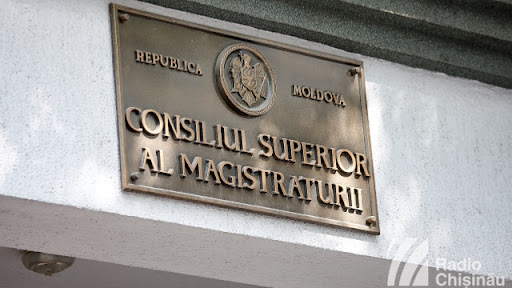 REPUBLICA MOLDOVA
CONSILIUL SUPERIOR
AL MAGISTRATURII
Radio
Chișinău